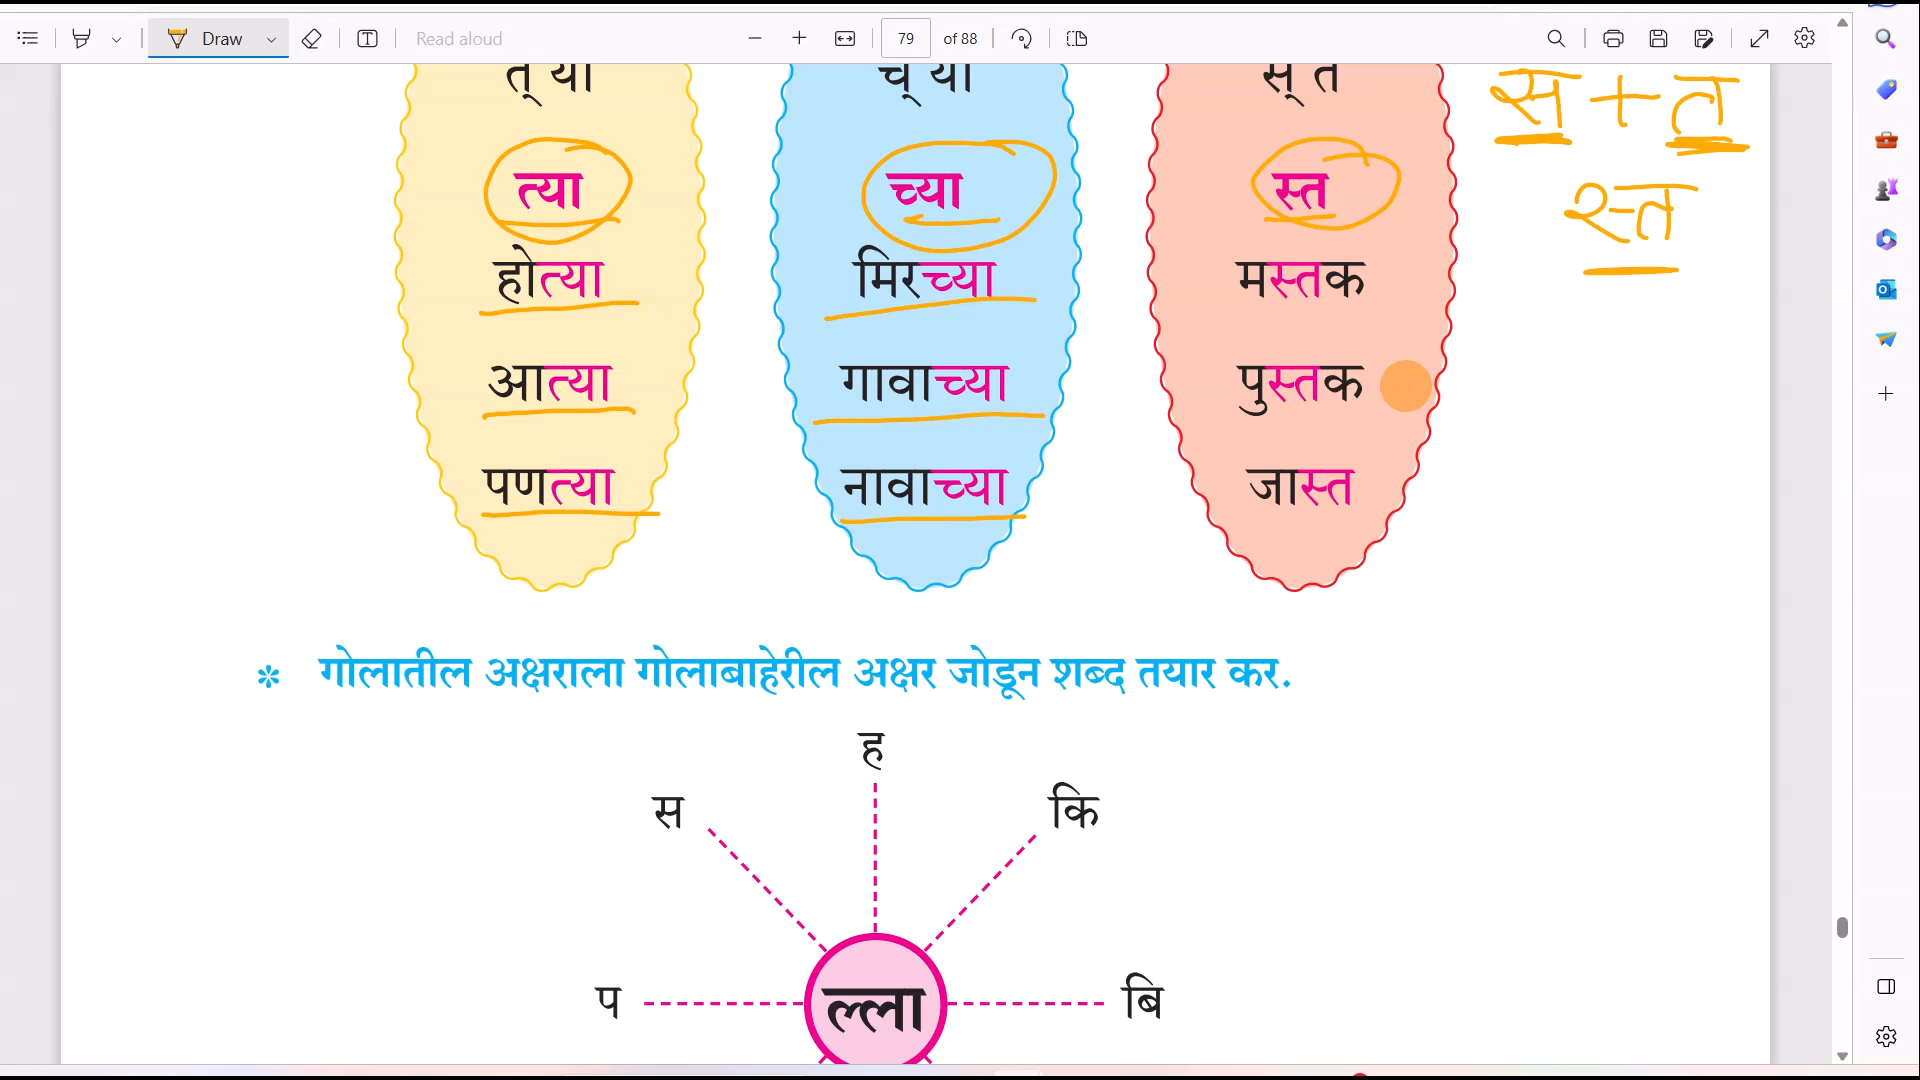 Draw
Read aloud
79 of 88
त् या
त्या
होत्या
आत्या
पणत्या
च् या
च्या
मिरच्या
गावाच्या
नावाच्या
स् त
स्त
मस्तक
पुस्तक
जास्त
स + त
स्त
* गोलातील अक्षराला गोलाबाहेरील अक्षर जोडून शब्द तयार कर.
ह
स
कि
प
ल्ला
बि